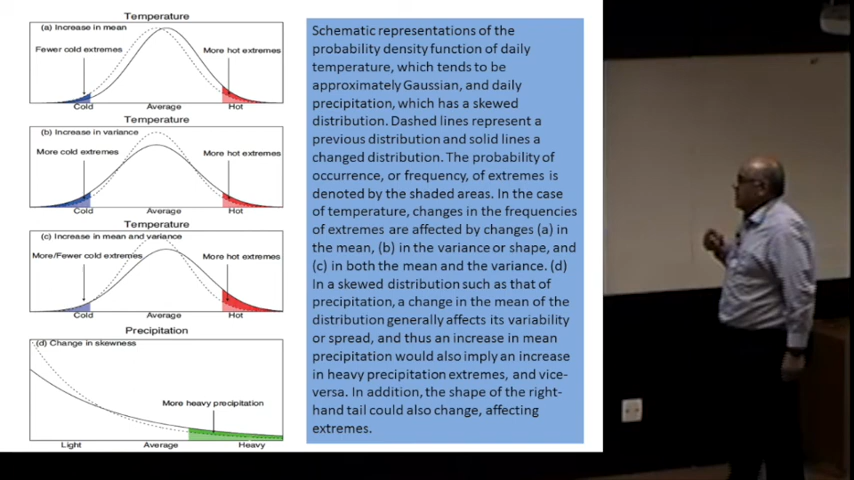 Temperature
(a) Increase in mean
Fewer cold extremes
More hot extremes
Cold
Average
Hot
Temperature
(b) Increase in variance
More cold extremes
More hot extremes
Cold
Average
Hot
Temperature
(c) Increase in mean and variance
More/Fewer cold extremes
More hot extremes
Cold
Average
Hot
Precipitation
(d) Change in skewness
More heavy precipitation
Light
Average
Heavy
Schematic representations of the
probability density function of daily
temperature, which tends to be
approximately Gaussian, and daily
precipitation, which has a skewed
distribution. Dashed lines represent a
previous distribution and solid lines a
changed distribution. The probability of
occurrence, or frequency, of extremes is
denoted by the shaded areas. In the case
of temperature, changes in the frequencies
of extremes are affected by changes (a) in
the mean, (b) in the variance or shape, and
(c) in both the mean and the variance. (d)
In a skewed distribution such as that of
precipitation, a change in the mean of the
distribution generally affects its variability
or spread, and thus an increase in mean
precipitation would also imply an increase
in heavy precipitation extremes, and vice-
versa. In addition, the shape of the right-
hand tail could also change, affecting
extremes.